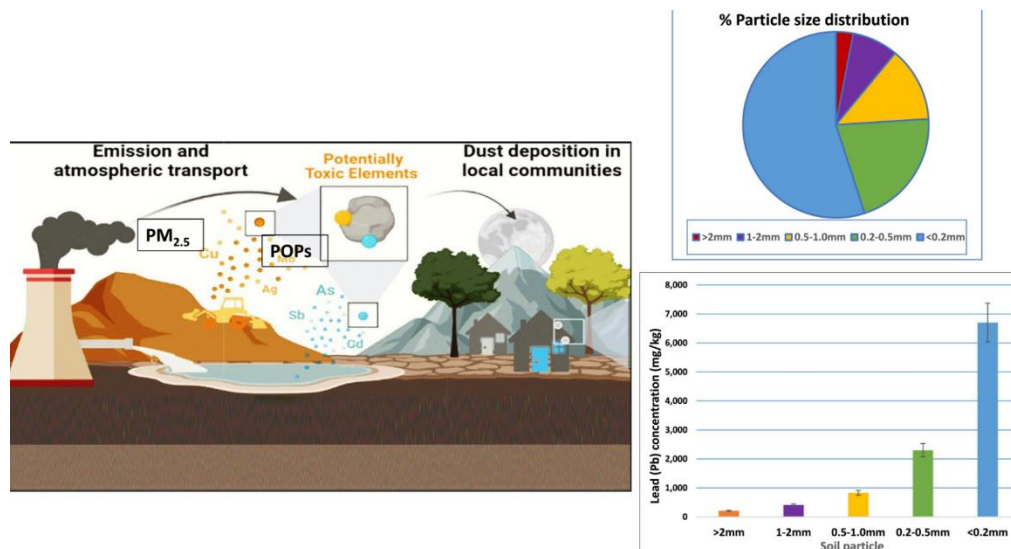 Emission and
atmospheric transport
Potentially
Toxic Elements
Dust deposition in
local communities
PM2.5
POPs
Cu
Mo
Ag
As
Sb
Cd
% Particle size distribution
>2mm 1-2mm 0.5-1.0mm 0.2-0.5mm <0.2mm
Lead (Pb) concentration (mg/kg)
8,000
7,000
6,000
5,000
4,000
3,000
2,000
1,000
0
>2mm 1-2mm 0.5-1.0mm 0.2-0.5mm <0.2mm
Soil particle